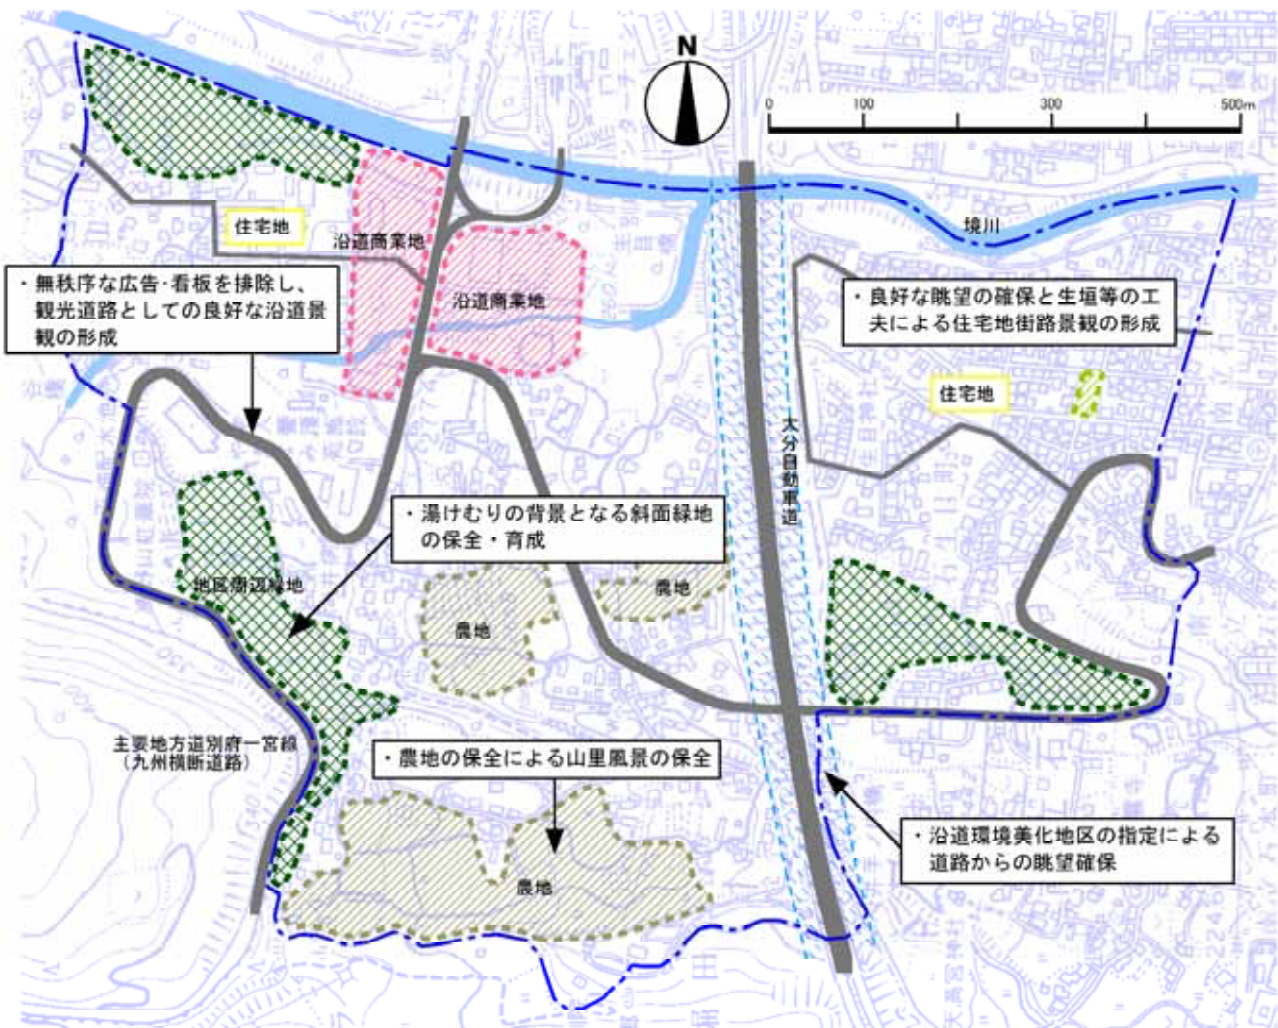 N
0
100
300
500m
住宅地
沿道商業地
境川
・無秩序な広告・看板を排除し、
観光道路としての良好な沿道景
観の形成
沿道商業地
・良好な眺望の確保と生垣等の工
夫による住宅地街路景観の形成
住宅地
大分自動車道
・湯けむりの背景となる斜面緑地
の保全・育成
地区周辺緑地
農地
農地
主要地方道別府一宮線
（九州横断道路）
・農地の保全による山里風景の保全
・沿道環境美化地区の指定による
道路からの眺望確保
農地